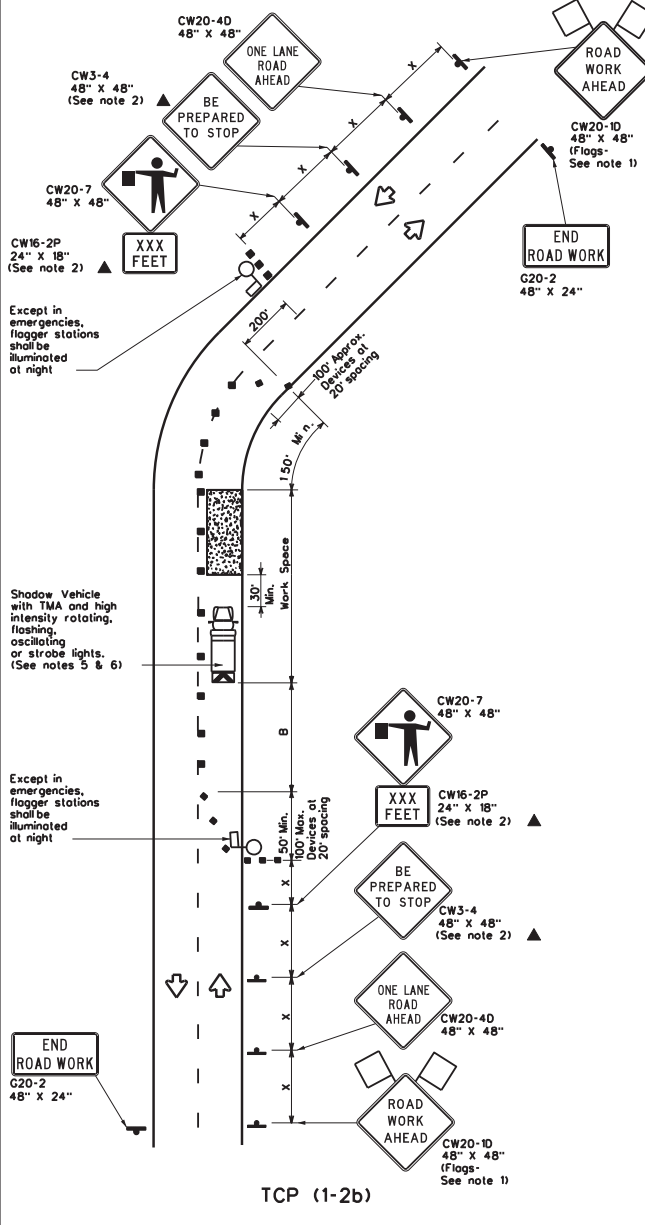 CW20-4D
48" X 48"
ONE LANE
ROAD
AHEAD
ROAD
WORK
AHEAD
CW3-4
48" X 48"
(See note 2) ▲
BE
PREPARED
TO STOP
X
X
X
X
CW20-1D
48" X 48"
(Flags-
See note 1)
CW20-7
48" X 48"
XXX
FEET
CW16-2P
24" X 18"
(See note 2) ▲
END
ROAD WORK
G20-2
48" X 24"
Except in
emergencies,
flagger stations
shall be
illuminated
at night
200'
100' Approx.
Devices at
20' spacing
150' Min.
Work Space
30'
Min.
Shadow Vehicle
with TMA and high
intensity rotating,
flashing,
oscillating
or strobe lights.
(See notes 5 & 6)
B
CW20-7
48" X 48"
Except in
emergencies,
flagger stations
shall be
illuminated
at night
50' Min.
100' Max.
Devices at
20' spacing
XXX
FEET
CW16-2P
24" X 18"
(See note 2) ▲
X
BE
PREPARED
TO STOP
CW3-4
48" X 48"
(See note 2) ▲
X
ONE LANE
ROAD
AHEAD
CW20-4D
48" X 48"
X
END
ROAD WORK
G20-2
48" X 24"
X
ROAD
WORK
AHEAD
CW20-1D
48" X 48"
(Flags-
See note 1)
TCP (1-2b)